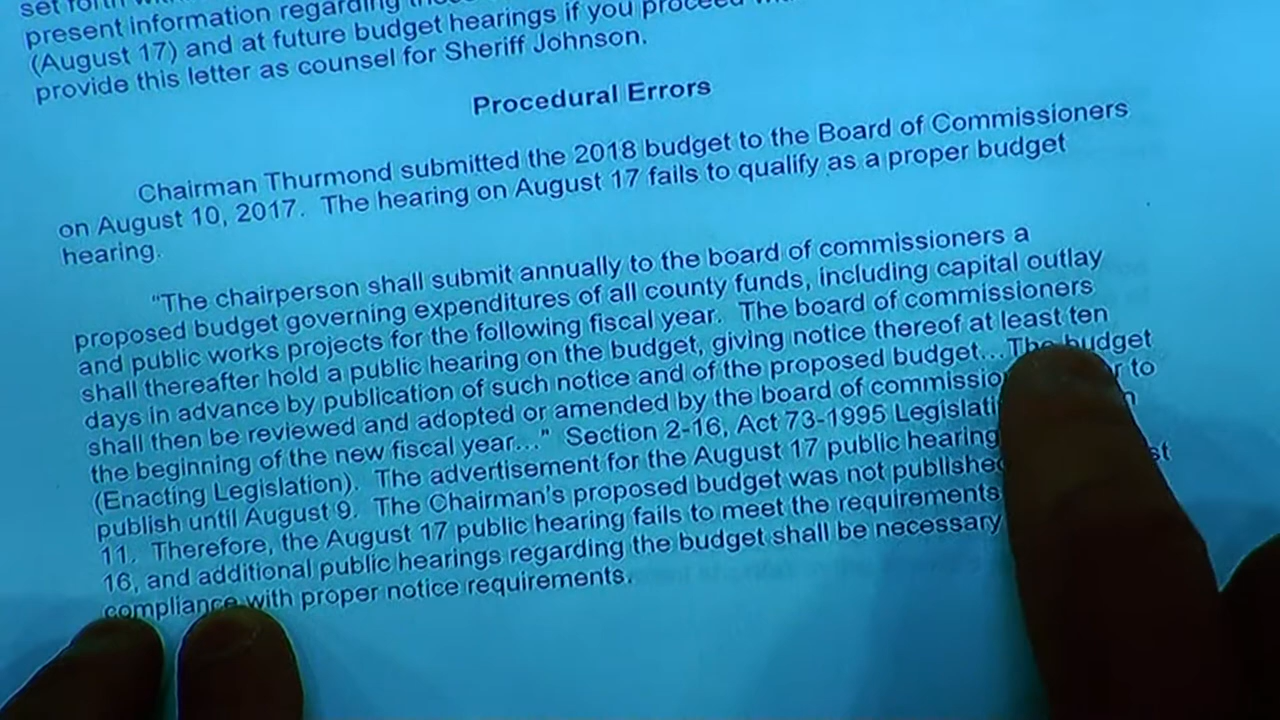 set forth
present information regarding
(August 17) and at future budget hearings if you proceed
provide this letter as counsel for Sheriff Johnson.
Procedural Errors
Chairman Thurmond submitted the 2018 budget to the Board of Commissioners
on August 10, 2017. The hearing on August 17 fails to qualify as a proper budget
hearing.
"The chairperson shall submit annually to the board of commissioners a
proposed budget governing expenditures of all county funds, including capital outlay
and public works projects for the following fiscal year. The board of commissioners
shall thereafter hold a public hearing on the budget, giving notice thereof at least ten
days in advance by publication of such notice and of the proposed budget...The budget
shall then be reviewed and adopted or amended by the board of to
the beginning of the new fiscal year..." Section 2-16, Act 73-1995
(Enacting Legislation). The advertisement for the August 17 public hearing
publish until August 9. The Chairman's proposed budget was not
11. Therefore, the August 17 public hearing fails to meet the requirements
16, and additional public hearings regarding the budget shall be necessary
compliance with proper notice requirements.